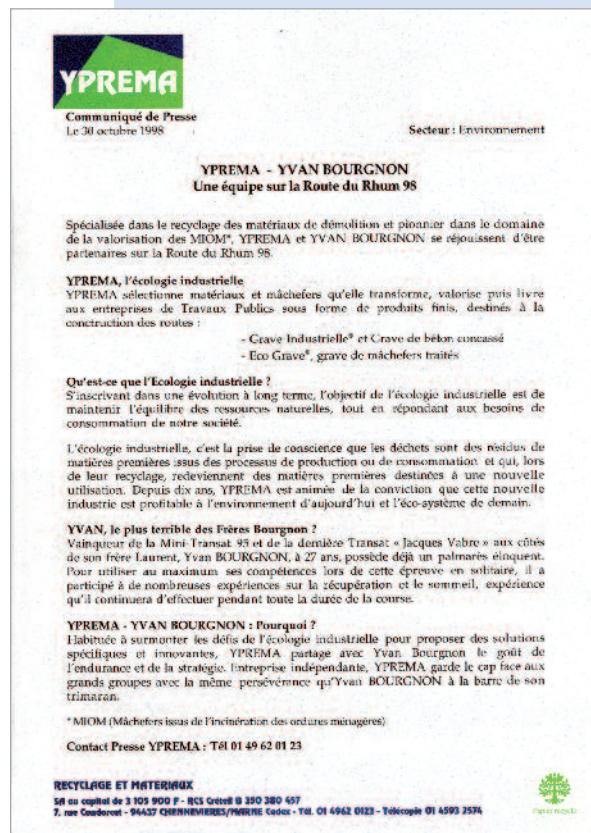 YPREMA
Communiqué de Presse
Le 30 octobre 1998
Secteur : Environnement
YPREMA - YVAN BOURGNON
Une équipe sur la Route du Rhum 98
Spécialisée dans le recyclage des matériaux de démolition et pionnier dans le domaine
de la valorisation des MIOM*, YPREMA et YVAN BOURGNON se réjouissent d'être
partenaires sur la Route du Rhum 98.
YPREMA, l'écologie industrielle
YPREMA sélectionne matériaux et mâchefers qu'elle transforme, valorise puis livre
aux entreprises de Travaux Publics sous forme de produits finis, destinés à la
conctruction des routes :
- Grave Industrielle® et Grave de béton concassé
- Eco Grave®, grave de mâchefers traités
Qu'est-ce que l'Ecologie industrielle ?
S'inscrivant dans une évolution à long terme, l'objectif de l'écologie industrielle est de
maintenir l'équilibre des ressources naturelles, tout en répondant aux besoins de
consommation de notre société.
L'écologie industrielle, c'est la prise de conscience que les déchets sont des résidus de
matières premières issus des processus de production ou de consommation et qui, lors
de leur recyclage, redeviennent des matières premières destinées à une nouvelle
utilisation. Depuis dix ans, YPREMA est animée de la conviction que cette nouvelle
industrie est profitable à l'environnement d'aujourd'hui et l'éco-système de demain.
YVAN, le plus terrible des Frères Bourgnon ?
Vainqueur de la Mini-Transat 95 et de la dernière Transat « Jacques Vabre » aux côtés
de son frère Laurent, Yvan BOURGNON, à 27 ans, possède déjà un palmarès éloquent.
Pour utiliser au maximum ses compétences lors de cette épreuve en solitaire, il a
participé à de nombreuses expériences sur la récupération et le sommeil, expérience
qu'il continuera d'effectuer pendant toute la durée de la course.
YPREMA - YVAN BOURGNON : Pourquoi ?
Habituée à surmonter les défis de l'écologie industrielle pour proposer des solutions
spécifiques et innovantes, YPREMA partage avec Yvan Bourgnon le goût de
l'endurance et de la stratégie. Entreprise indépendante, YPREMA garde le cap face aux
grands groupes avec la même persévérance qu'Yvan BOURGNON à la barre de son
trimaran.
* MIOM (Mâchefers issus de l'incinération des ordures ménagères)
Contact Presse YPREMA : Tél 01 49 62 01 23
RECYCLAGE ET MATERIAUX
SA au capital de 3 105 900 F - RCS Créteil B 350 380 457
7, rue Condorcet - 94437 CHENNEVIERES/MARNE Cedex - Tél. 01 4962 0123 - Télécopie 01 4593 2574
Papier recyclé